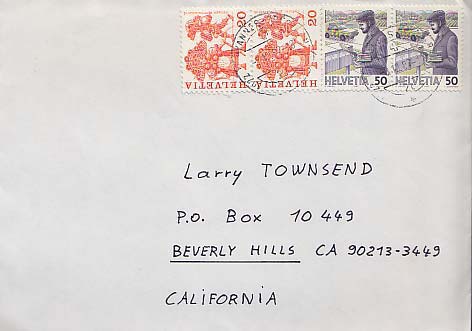 20 20
HELVETIA HELVETIA
HELVETIA 50 HELVETIA 50
Larry TOWNSEND
P.O. Box 10 449
BEVERLY HILLS CA 90213-3449
CALIFORNIA